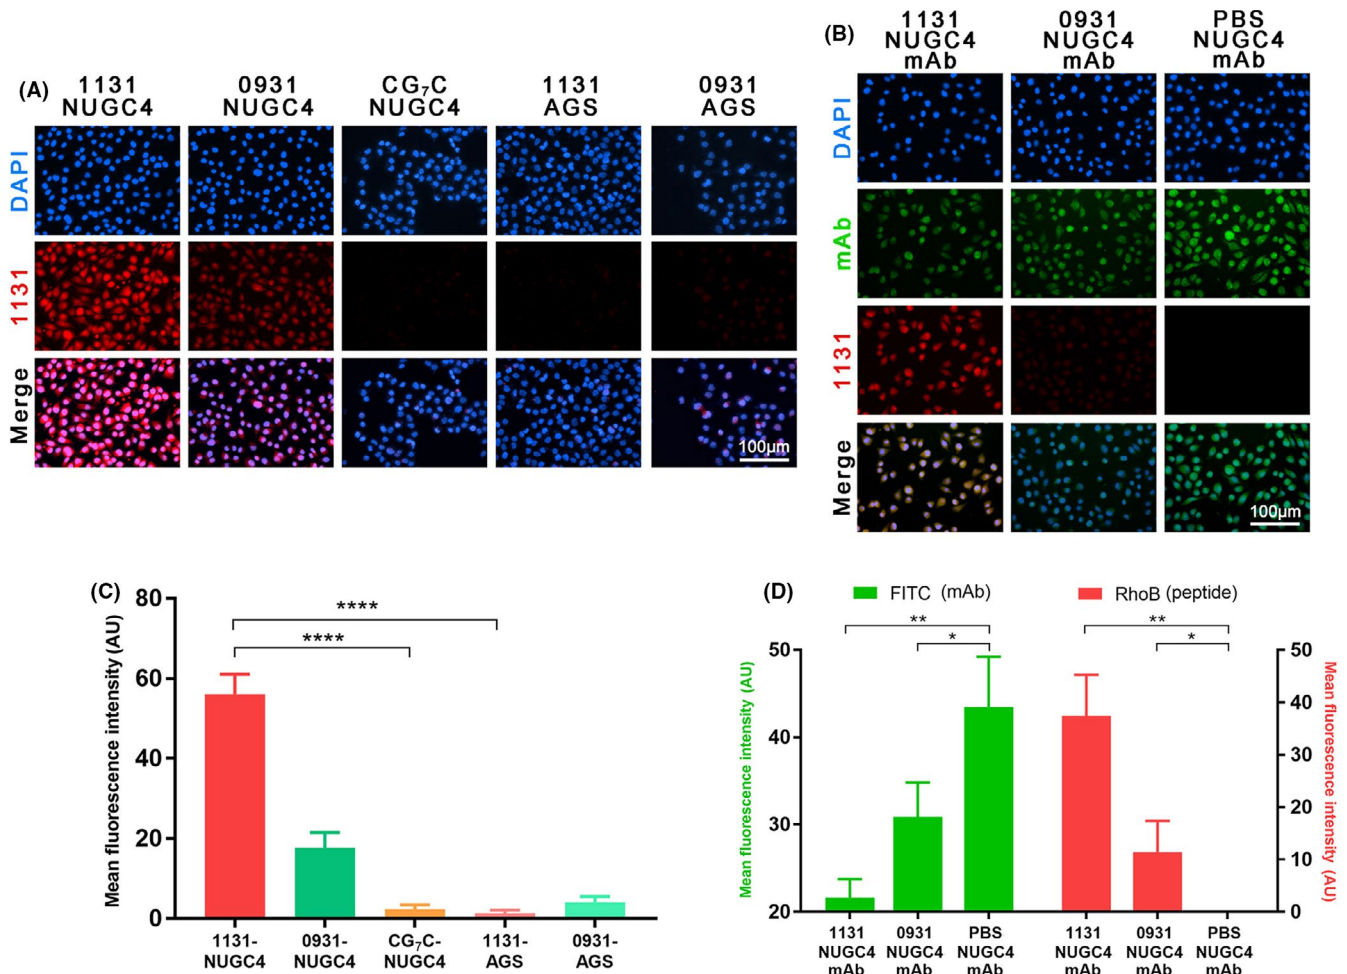 (A)
1131
NUGC4
0931
NUGC4
CG₇C
NUGC4
1131
AGS
0931
AGS
DAPI
1131
Merge
100µm
(B)
1131
NUGC4
mAb
0931
NUGC4
mAb
PBS
NUGC4
mAb
DAPI
mAb
1131
Merge
100µm
(C)
Mean fluorescence intensity (AU)
80
60
40
20
0
****
****
1131-
NUGC4
0931-
NUGC4
CG₇C-
NUGC4
1131-
AGS
0931-
AGS
(D)
FITC (mAb)
RhoB (peptide)
Mean fluorescence intensity (AU)
50
40
30
20
**
*
**
*
50
40
30
20
10
0
Mean fluorescence intensity (AU)
1131
NUGC4
mAb
0931
NUGC4
mAb
PBS
NUGC4
mAb
1131
NUGC4
mAb
0931
NUGC4
mAb
PBS
NUGC4
mAb